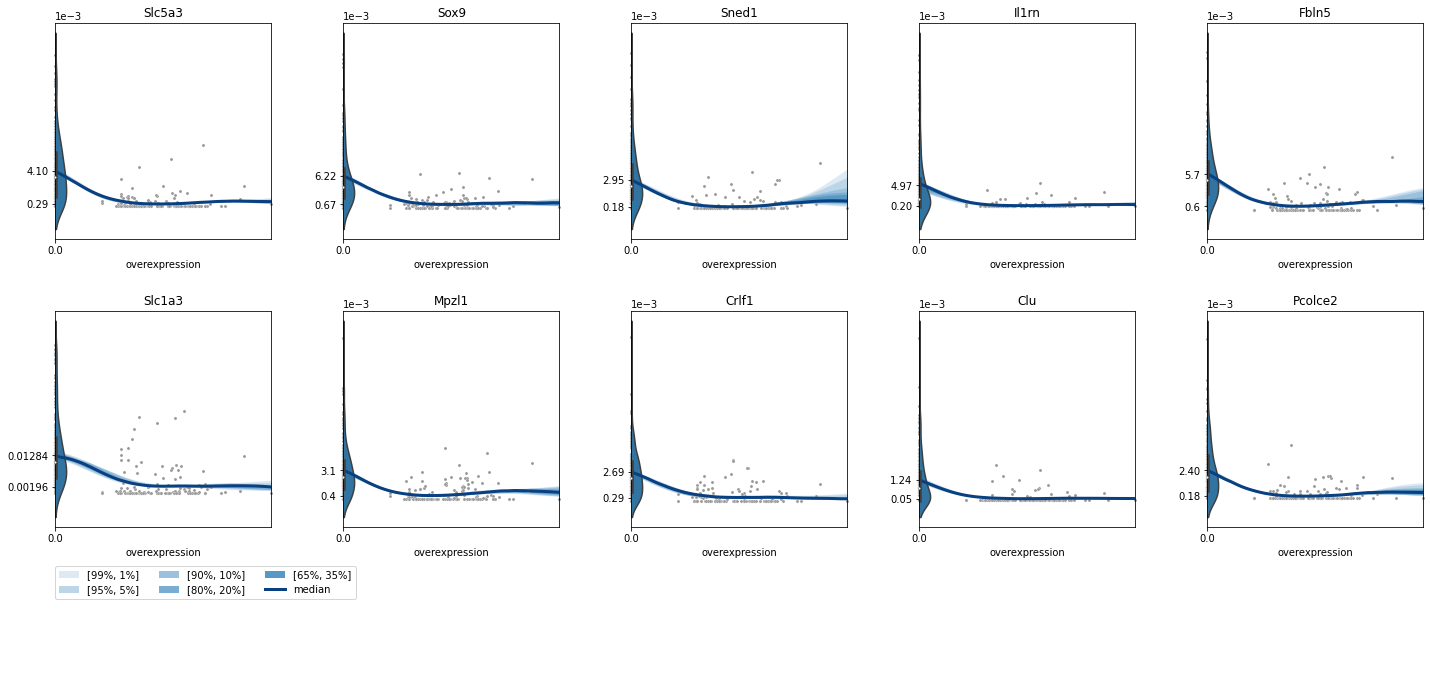 Slc5a3
1e−3
4.10
0.29
0.0
overexpression
Sox9
1e−3
6.22
0.67
0.0
overexpression
Sned1
1e−3
2.95
0.18
0.0
overexpression
Il1rn
1e−3
4.97
0.20
0.0
overexpression
Fbln5
1e−3
5.7
0.6
0.0
overexpression
Slc1a3
0.01284
0.00196
0.0
overexpression
Mpzl1
1e−3
3.1
0.4
0.0
overexpression
Crlf1
1e−3
2.69
0.29
0.0
overexpression
Clu
1e−3
1.24
0.05
0.0
overexpression
Pcolce2
1e−3
2.40
0.18
0.0
overexpression
[99%, 1%]
[95%, 5%]
[90%, 10%]
[80%, 20%]
[65%, 35%]
median